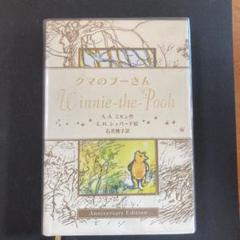 クマのプーさん
Winnie-the-Pooh
A. A. ミルン作
E. H. シェパード絵
石井桃子訳
Anniversary Edition